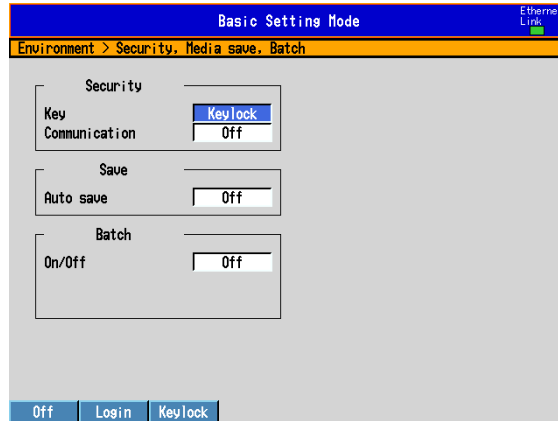 Basic Setting Mode
Etherne
Link
Environment > Security, Media save, Batch
Security
Key Keylock
Communication Off
Save
Auto save Off
Batch
On/Off Off
Off Login Keylock